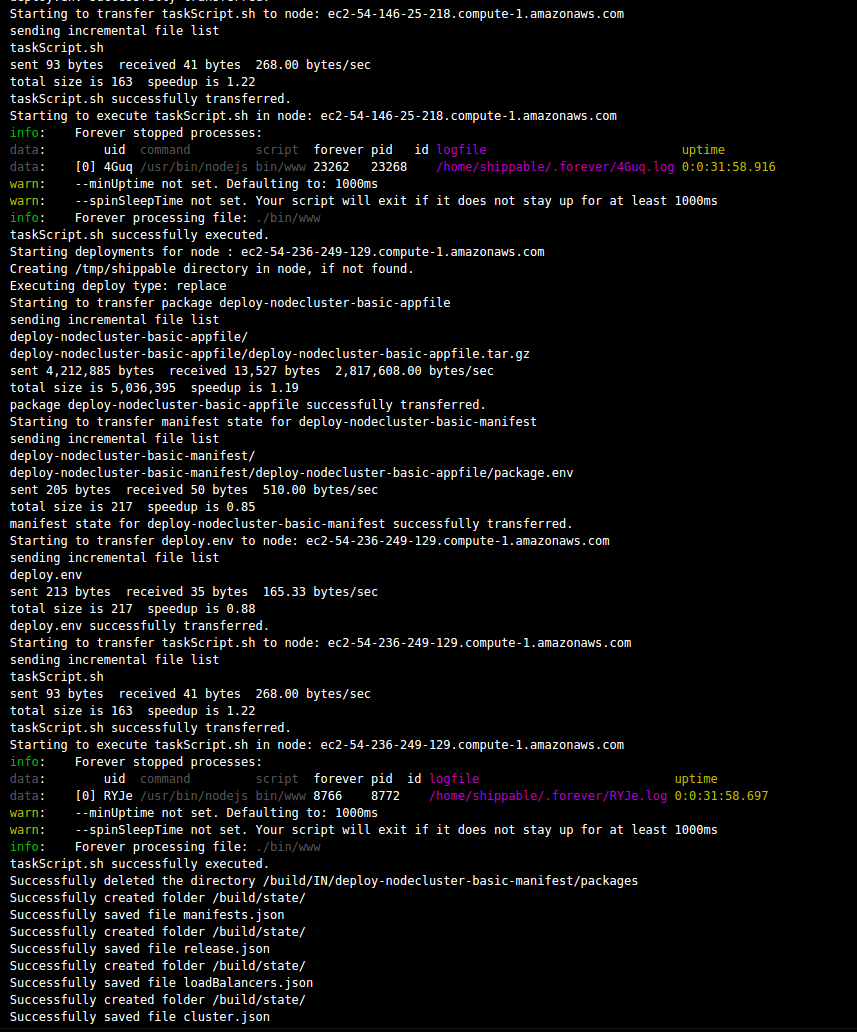 Starting to transfer taskScript.sh to node: ec2-54-146-25-218.compute-1.amazonaws.com
sending incremental file list
taskScript.sh
sent 93 bytes  received 41 bytes  268.00 bytes/sec
total size is 163  speedup is 1.22
taskScript.sh successfully transferred.
Starting to execute taskScript.sh in node: ec2-54-146-25-218.compute-1.amazonaws.com
info:    Forever stopped processes:
data:        uid  command         script  forever pid   id logfile                           uptime
data:    [0] 4Guq /usr/bin/nodejs bin/www 23262   23268    /home/shippable/.forever/4Guq.log 0:0:31:58.916
warn:    --minUptime not set. Defaulting to: 1000ms
warn:    --spinSleepTime not set. Your script will exit if it does not stay up for at least 1000ms
info:    Forever processing file: ./bin/www
taskScript.sh successfully executed.
Starting deployments for node : ec2-54-236-249-129.compute-1.amazonaws.com
Creating /tmp/shippable directory in node, if not found.
Executing deploy type: replace
Starting to transfer package deploy-nodecluster-basic-appfile
sending incremental file list
deploy-nodecluster-basic-appfile/
deploy-nodecluster-basic-appfile/deploy-nodecluster-basic-appfile.tar.gz
sent 4,212,885 bytes  received 13,527 bytes  2,817,608.00 bytes/sec
total size is 5,036,395  speedup is 1.19
package deploy-nodecluster-basic-appfile successfully transferred.
Starting to transfer manifest state for deploy-nodecluster-basic-manifest
sending incremental file list
deploy-nodecluster-basic-manifest/
deploy-nodecluster-basic-manifest/deploy-nodecluster-basic-appfile/package.env
sent 205 bytes  received 50 bytes  510.00 bytes/sec
total size is 217  speedup is 0.85
manifest state for deploy-nodecluster-basic-manifest successfully transferred.
Starting to transfer deploy.env to node: ec2-54-236-249-129.compute-1.amazonaws.com
sending incremental file list
deploy.env
sent 213 bytes  received 35 bytes  165.33 bytes/sec
total size is 217  speedup is 0.88
deploy.env successfully transferred.
Starting to transfer taskScript.sh to node: ec2-54-236-249-129.compute-1.amazonaws.com
sending incremental file list
taskScript.sh
sent 93 bytes  received 41 bytes  268.00 bytes/sec
total size is 163  speedup is 1.22
taskScript.sh successfully transferred.
Starting to execute taskScript.sh in node: ec2-54-236-249-129.compute-1.amazonaws.com
info:    Forever stopped processes:
data:        uid  command         script  forever pid  id logfile                           uptime
data:    [0] RYJe /usr/bin/nodejs bin/www 8766    8772    /home/shippable/.forever/RYJe.log 0:0:31:58.697
warn:    --minUptime not set. Defaulting to: 1000ms
warn:    --spinSleepTime not set. Your script will exit if it does not stay up for at least 1000ms
info:    Forever processing file: ./bin/www
taskScript.sh successfully executed.
Successfully deleted the directory /build/IN/deploy-nodecluster-basic-manifest/packages
Successfully created folder /build/state/
Successfully saved file manifests.json
Successfully created folder /build/state/
Successfully saved file release.json
Successfully created folder /build/state/
Successfully saved file loadBalancers.json
Successfully created folder /build/state/
Successfully saved file cluster.json